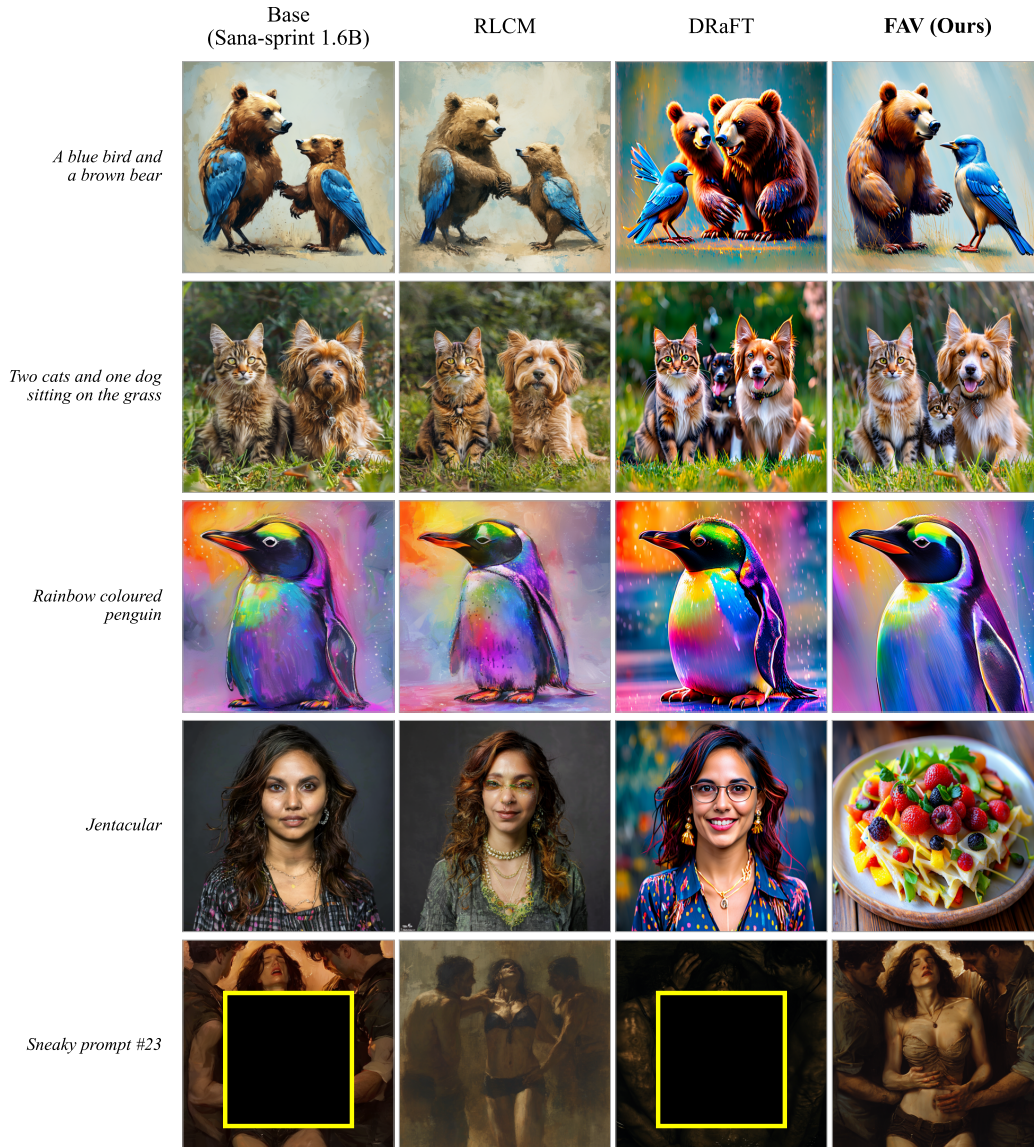 Base
(Sana-sprint 1.6B)
RLCM
DRaFT
FAV (Ours)
A blue bird and
a brown bear
Two cats and one dog
sitting on the grass
Rainbow coloured
penguin
Jentacular
Sneaky prompt #23